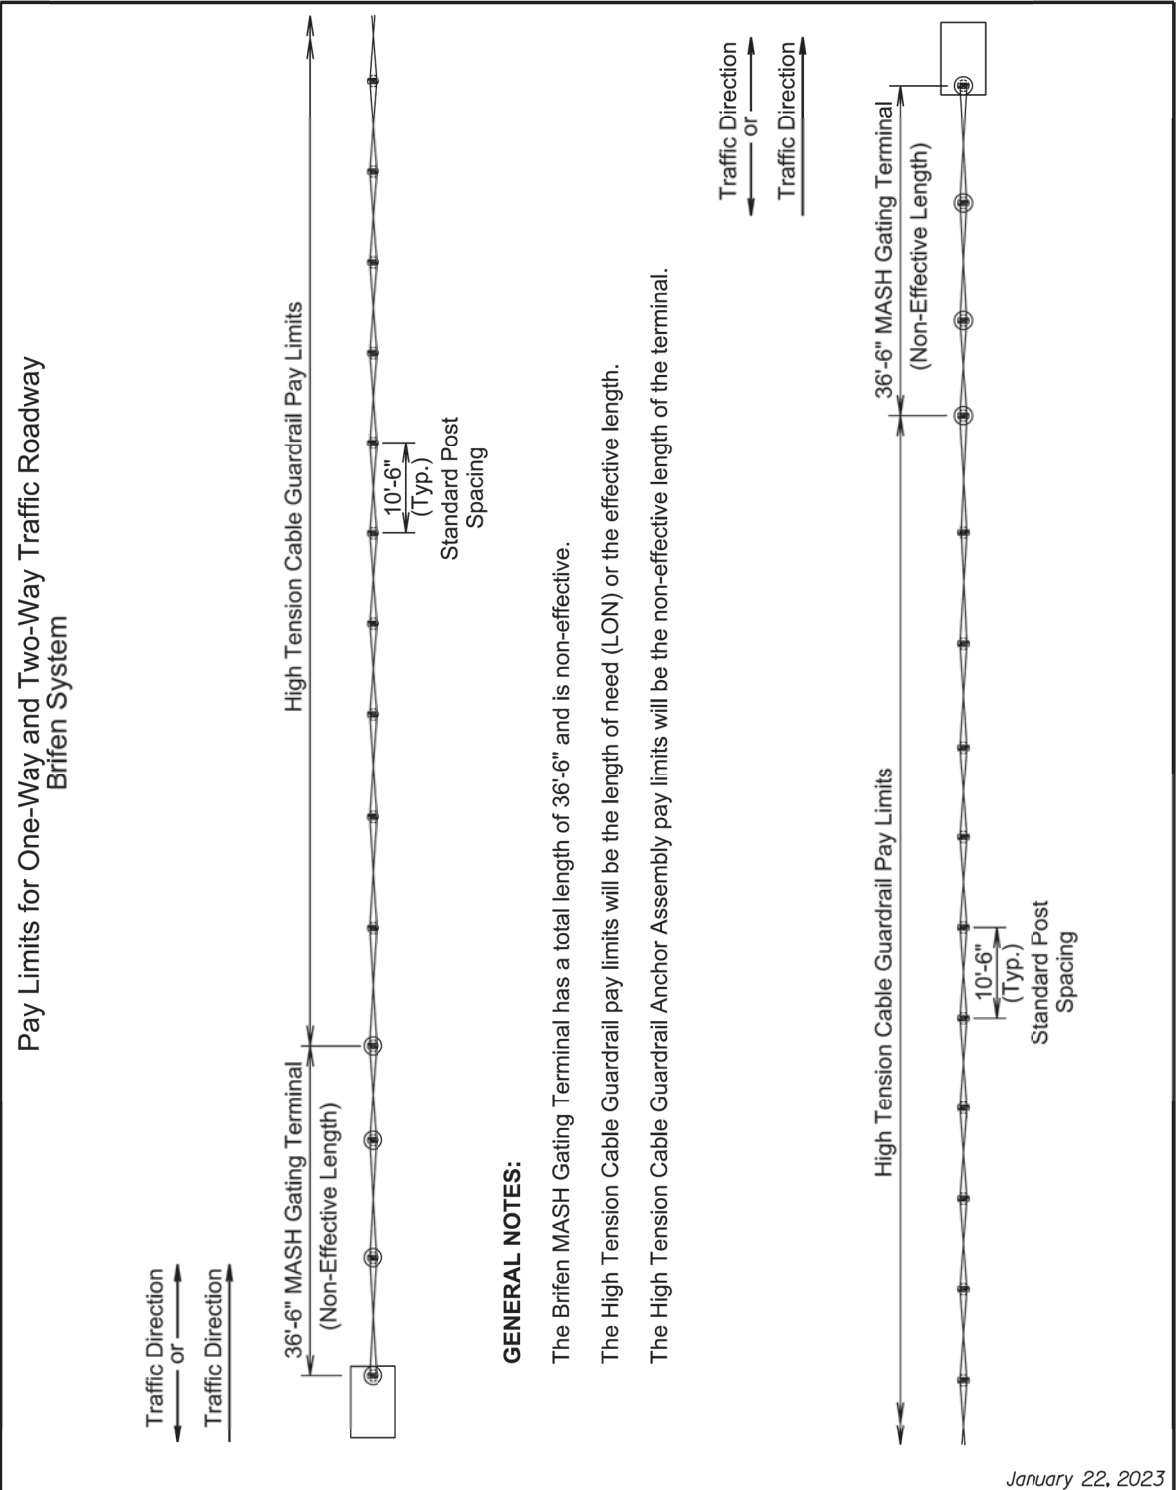 Pay Limits for One-Way and Two-Way Traffic Roadway
Brifen System
Traffic Direction
or
Traffic Direction
36'-6" MASH Gating Terminal
(Non-Effective Length)
High Tension Cable Guardrail Pay Limits
10'-6"
(Typ.)
Standard Post
Spacing
GENERAL NOTES:
The Brifen MASH Gating Terminal has a total length of 36'-6" and is non-effective.
The High Tension Cable Guardrail pay limits will be the length of need (LON) or the effective length.
The High Tension Cable Guardrail Anchor Assembly pay limits will be the non-effective length of the terminal.
Traffic Direction
or
Traffic Direction
High Tension Cable Guardrail Pay Limits
36'-6" MASH Gating Terminal
(Non-Effective Length)
10'-6"
(Typ.)
Standard Post
Spacing
January 22, 2023